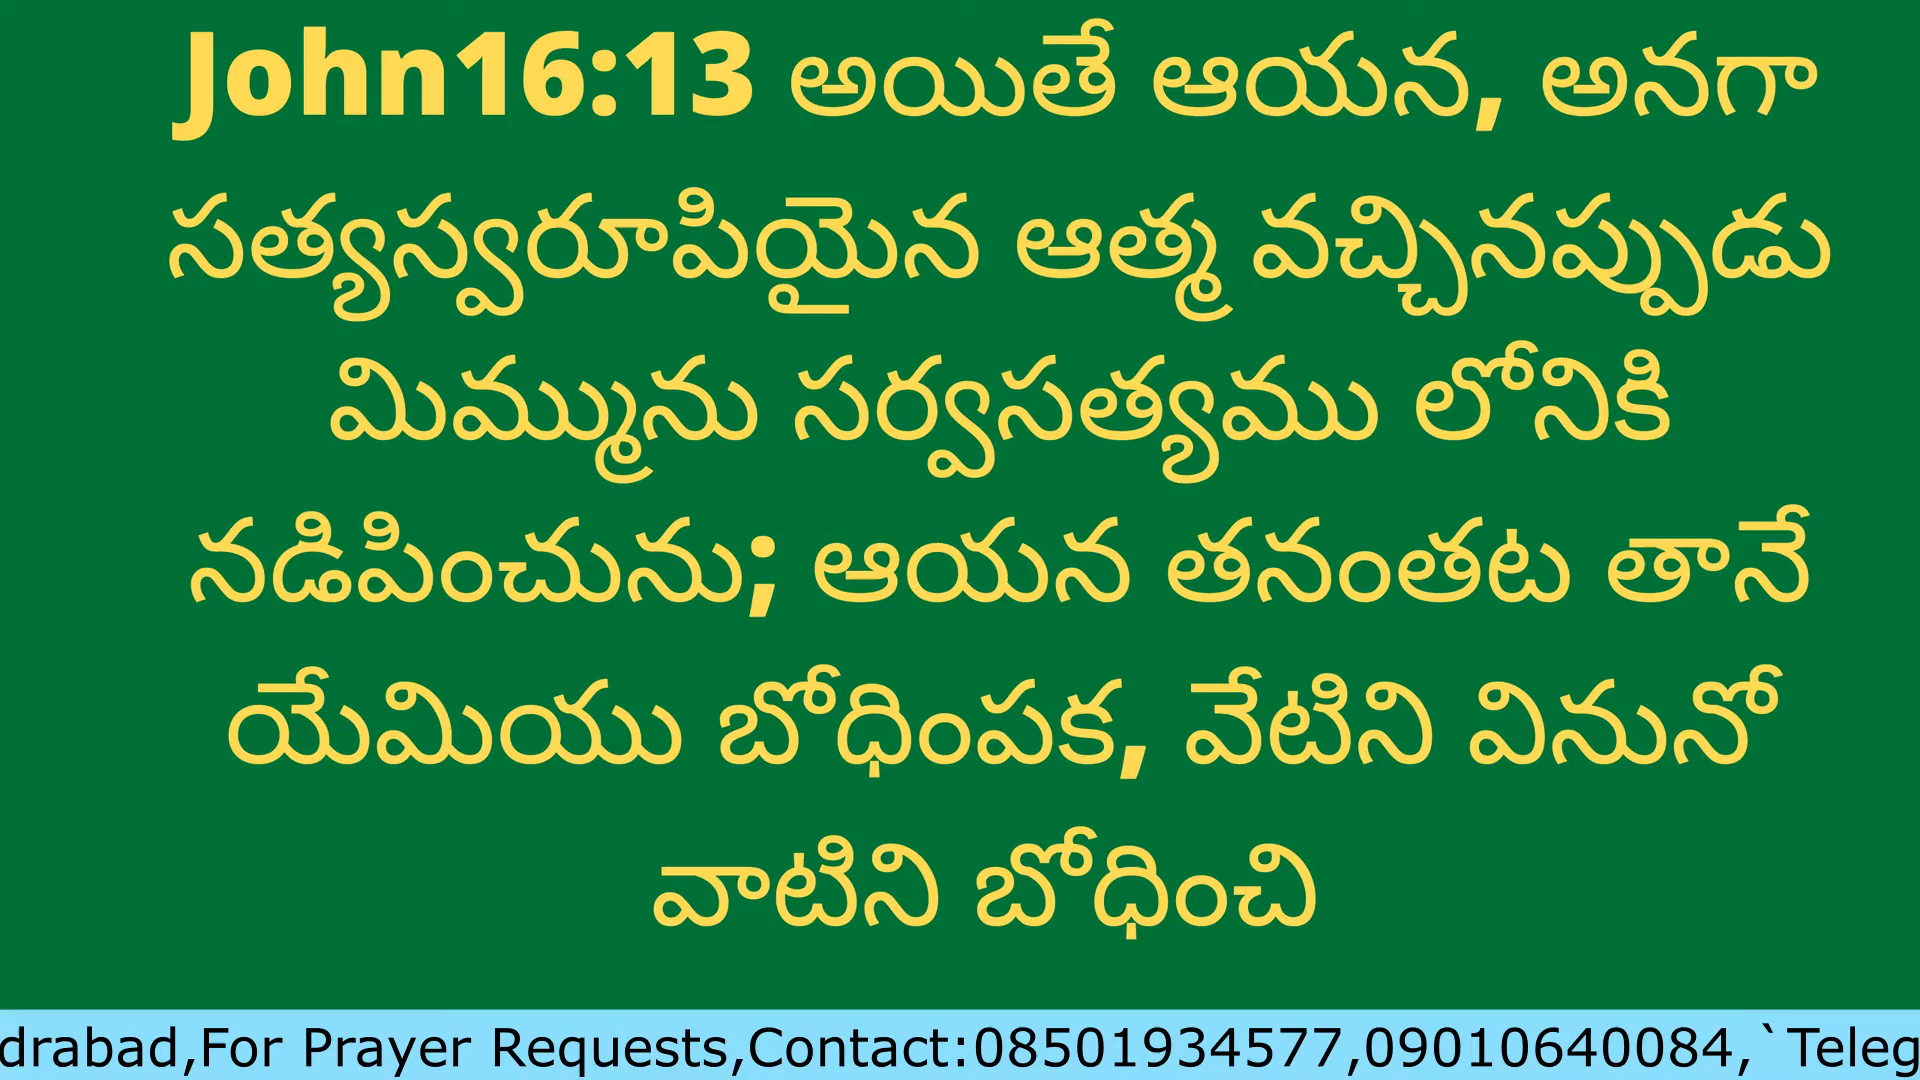 John16:13 అయితే ఆయన, అనగా
సత్యస్వరూపియైన ఆత్మ వచ్చినప్పుడు
మిమ్మును సర్వసత్యము లోనికి
నడిపించును; ఆయన తనంతట తానే
యేమియు బోధింపక, వేటిని వినునో
వాటిని బోధించి
drabad,For Prayer Requests,Contact:08501934577,09010640084,`Teleg